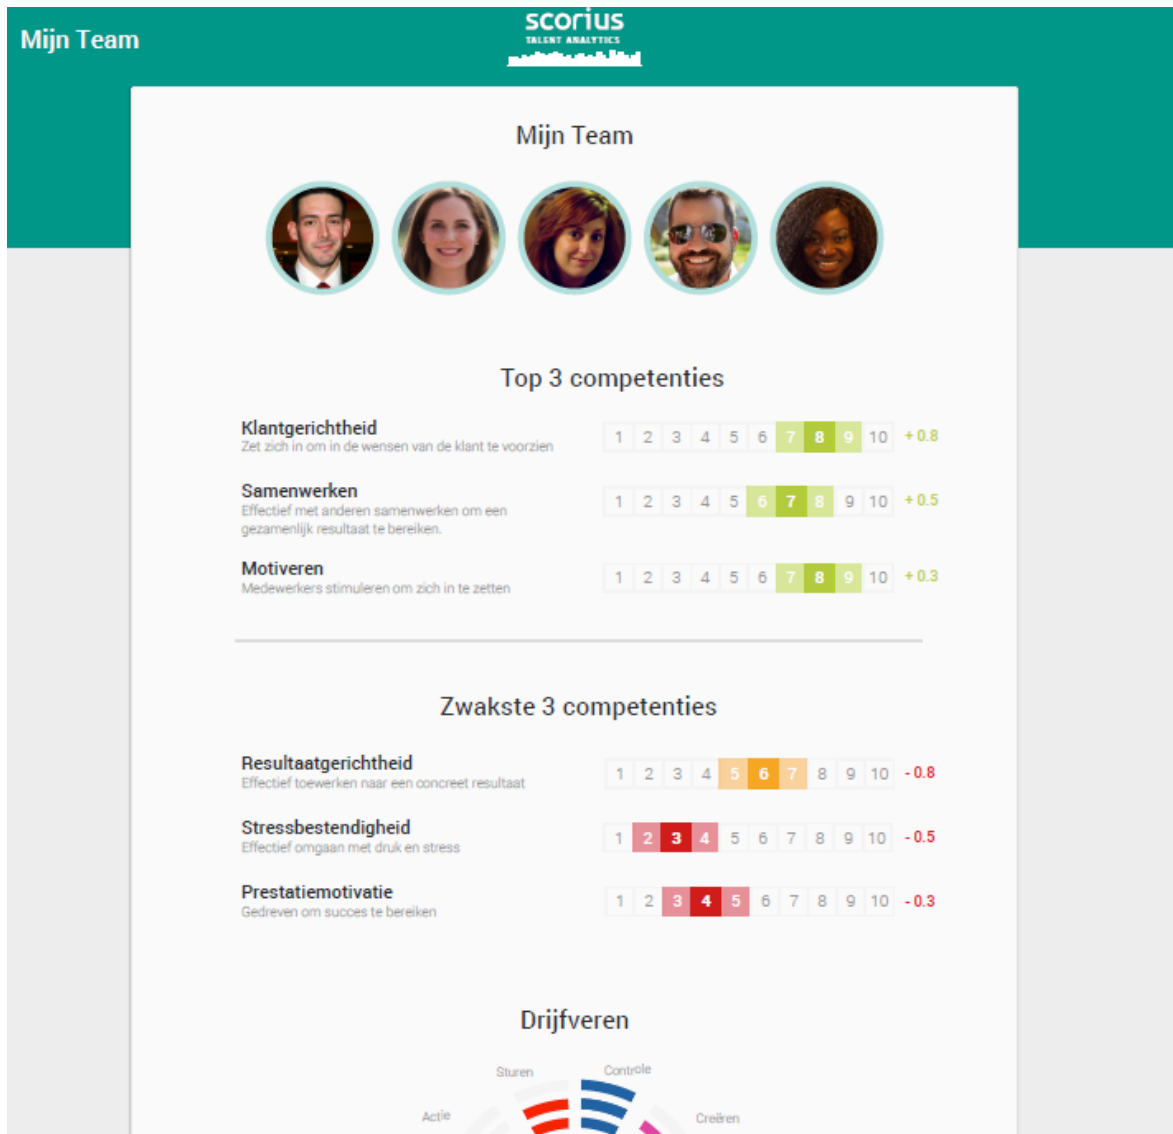 Mijn Team
scorius
TALENT ANALYTICS
Mijn Team
Top 3 competenties
Klantgerichtheid
Zet zich in om in de wensen van de klant te voorzien
1 2 3 4 5 6 7 8 9 10 + 0.8
Samenwerken
Effectief met anderen samenwerken om een
gezamenlijk resultaat te bereiken.
1 2 3 4 5 6 7 8 9 10 + 0.5
Motiveren
Medewerkers stimuleren om zich in te zetten
1 2 3 4 5 6 7 8 9 10 + 0.3
Zwakste 3 competenties
Resultaatgerichtheid
Effectief toewerken naar een concreet resultaat
1 2 3 4 5 6 7 8 9 10 - 0.8
Stressbestendigheid
Effectief omgaan met druk en stress
1 2 3 4 5 6 7 8 9 10 - 0.5
Prestatiemotivatie
Gedreven om succes te bereiken
1 2 3 4 5 6 7 8 9 10 - 0.3
Drijfveren
Sturen
Controle
Actie
Creëren